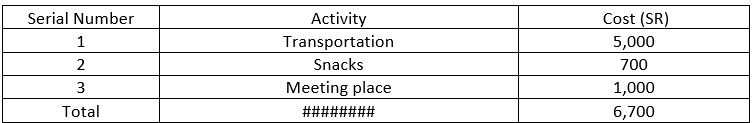 Serial Number Activity Cost (SR)
1 Transportation 5,000
2 Snacks 700
3 Meeting place 1,000
Total ######## 6,700